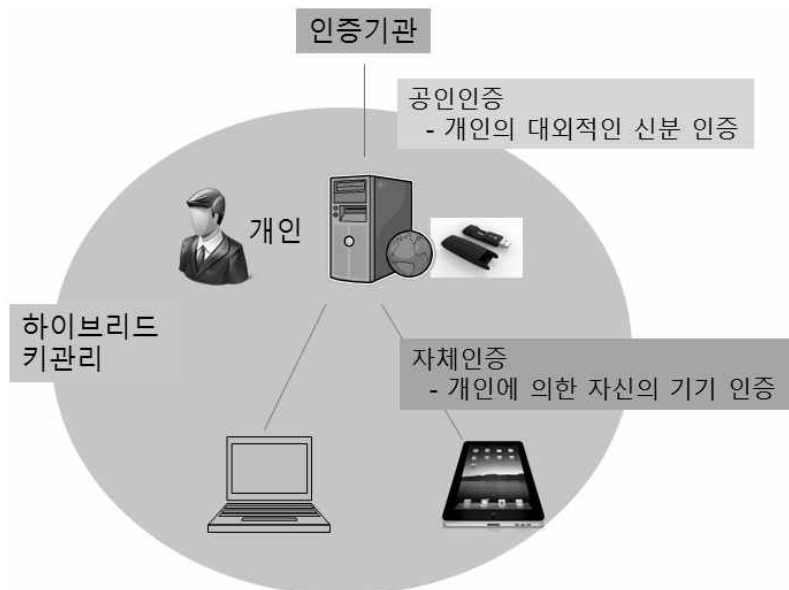 인증기관
공인인증
- 개인의 대외적인 신분 인증
개인
하이브리드
키관리
자체인증
- 개인에 의한 자신의 기기 인증